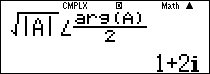 CMPLX D Math ▲
√|A| ∠ arg(A)/2
1+2i